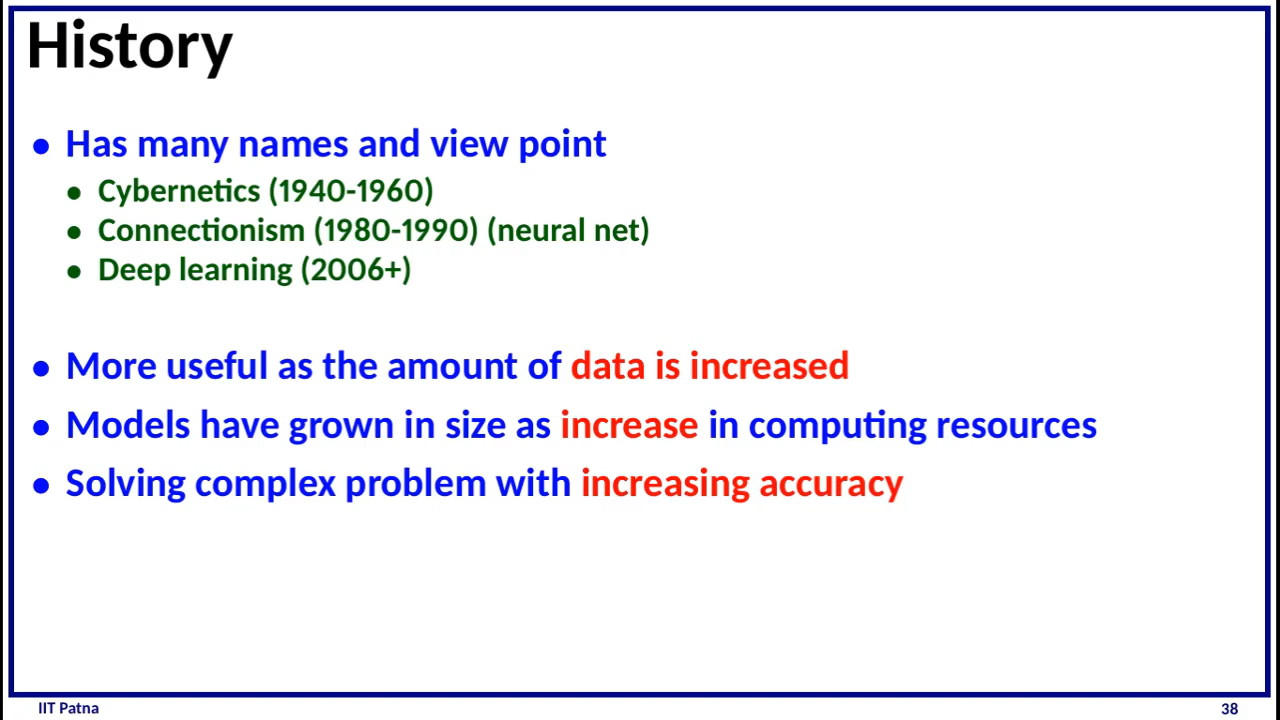 History
• Has many names and view point
• Cybernetics (1940-1960)
• Connectionism (1980-1990) (neural net)
• Deep learning (2006+)
• More useful as the amount of data is increased
• Models have grown in size as increase in computing resources
• Solving complex problem with increasing accuracy
IIT Patna
38